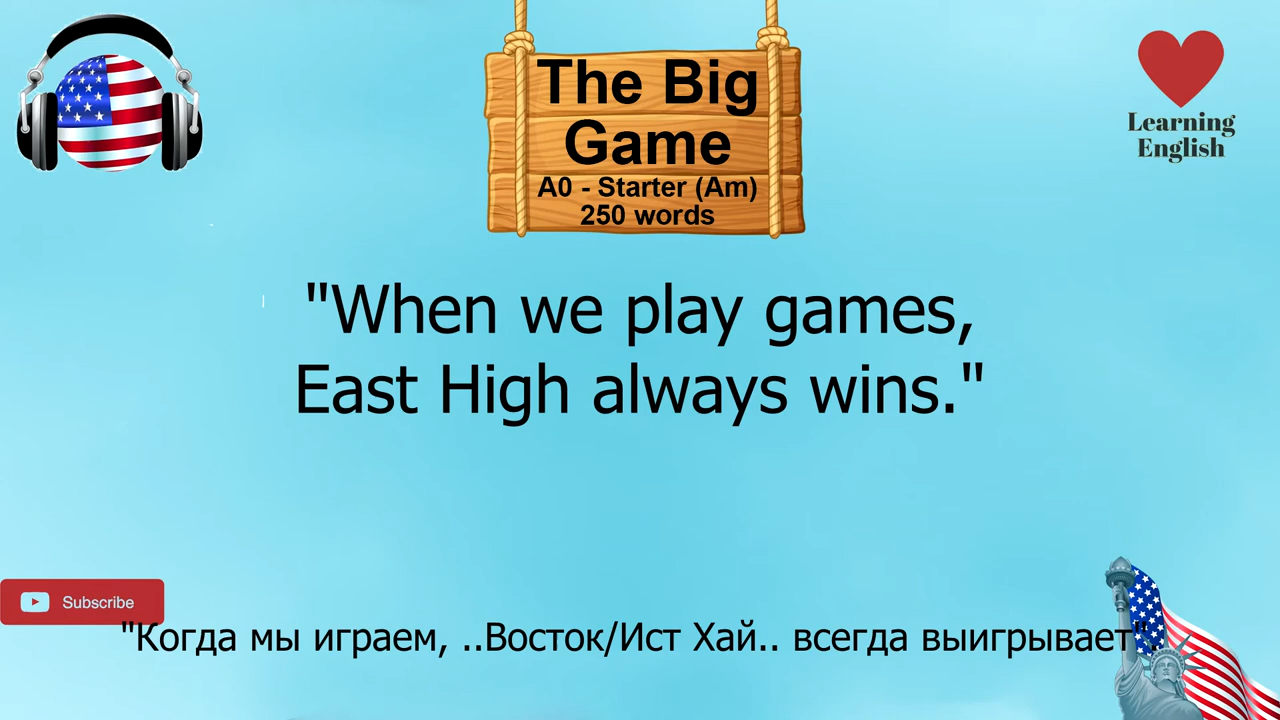 The Big
Game
A0 - Starter (Am)
250 words
Learning
English
"When we play games,
East High always wins."
Subscribe
"Когда мы играем, ..Восток/Ист Хай.. всегда выигрывает".